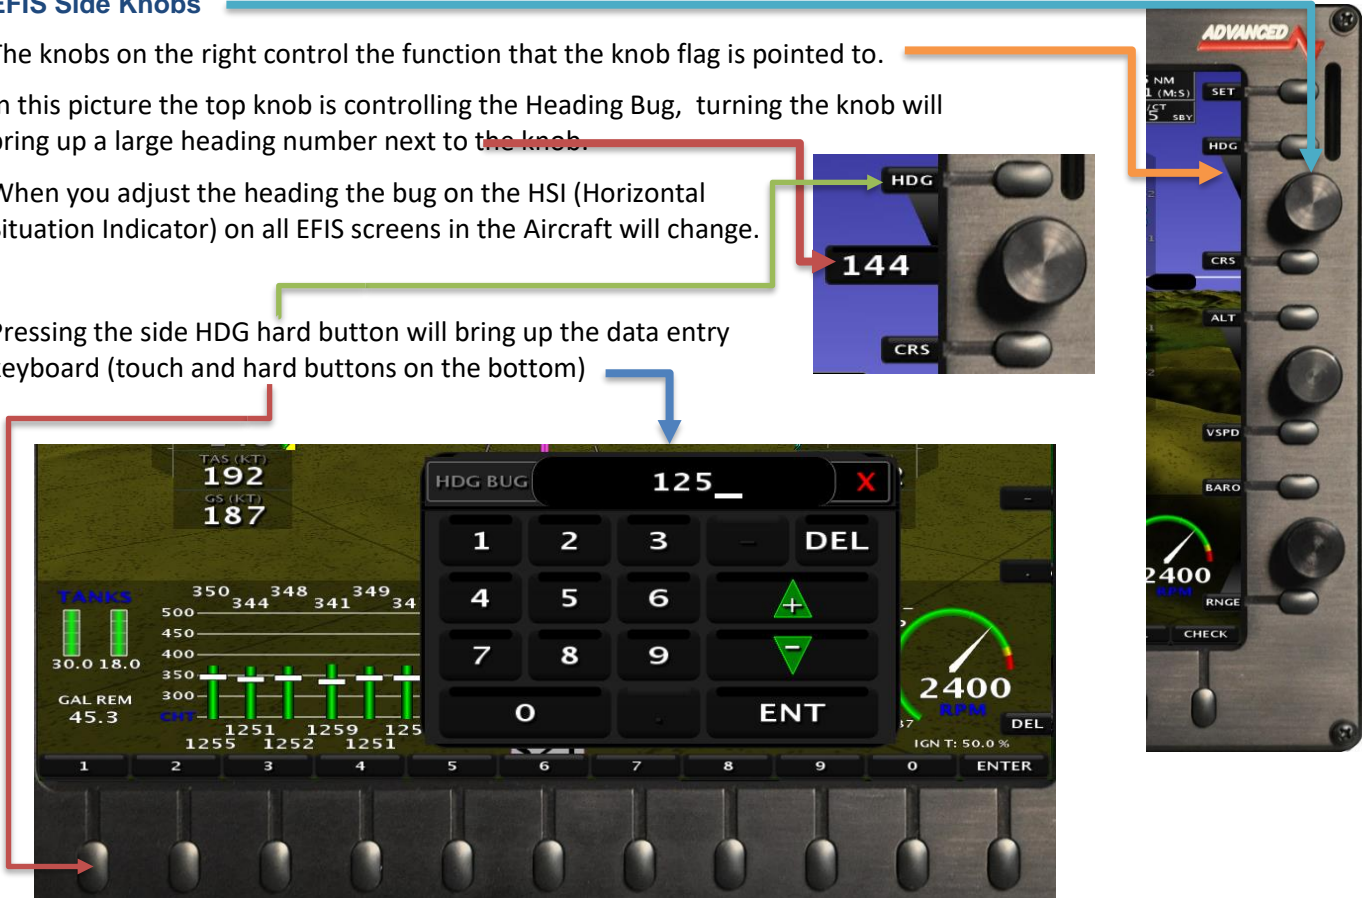 EFIS Side Knobs
The knobs on the right control the function that the knob flag is pointed to.
In this picture the top knob is controlling the Heading Bug, turning the knob will
bring up a large heading number next to the knob.
When you adjust the heading the bug on the HSI (Horizontal
Situation Indicator) on all EFIS screens in the Aircraft will change.
Pressing the side HDG hard button will bring up the data entry
keyboard (touch and hard buttons on the bottom)
HDG
144
CRS
ADVANCED
NM
(M:S)
SET
5 SBY
HDG
CRS
ALT
VSPD
BARO
2400
RPM
RNGE
CHECK
TAS (KT)
192
GS (KT)
187
HDG BUG
125_
X
1 2 3 - DEL
4 5 6 +
7 8 9 -
0 . ENT
TANKS
30.0 18.0
GAL REM
45.3
350 344 348 341 349 34
500
450
400
350
300
CHT
1251 1259 125
1255 1252 1251
2400
RPM
37
DEL
IGN T: 50.0 %
1 2 3 4 5 6 7 8 9 0 ENTER